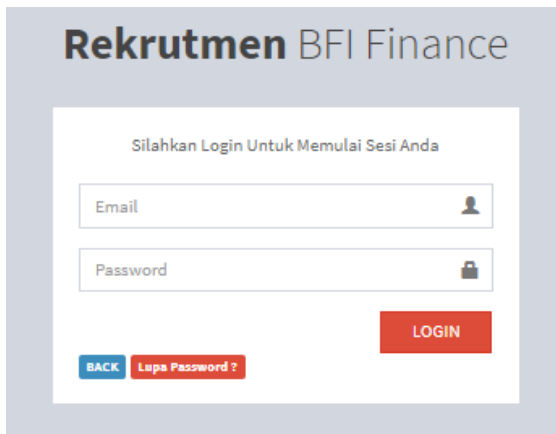 Rekrutmen BFI Finance
Silahkan Login Untuk Memulai Sesi Anda
Email
Password
LOGIN
BACK Lupa Password ?